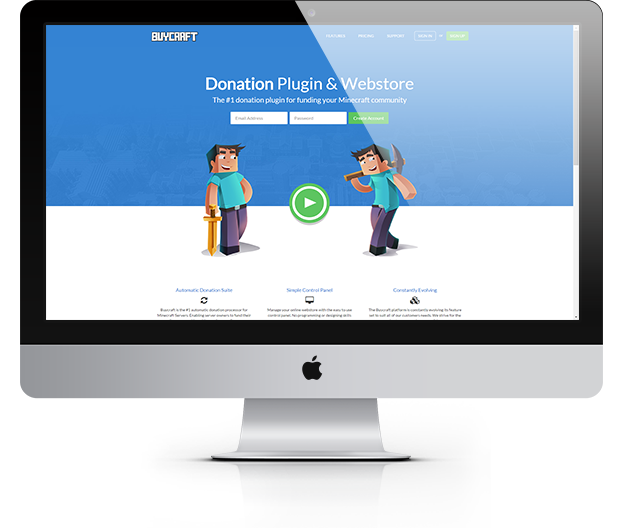 BUYCRAFT
FEATURES PRICING SUPPORT SIGN IN or SIGN UP
Donation Plugin & Webstore
The #1 donation plugin for funding your Minecraft community
Email Address Password Create Account
Automatic Donation Suite Simple Control Panel Constantly Evolving
Buycraft is the #1 automatic donation processor for
Minecraft Servers. Enabling server owners to fund their
Manage your online webstore with the easy to use
control panel. No programming or designing skills
The Buycraft platform is constantly evolving its feature
set to suit all of our customers needs. We strive for the